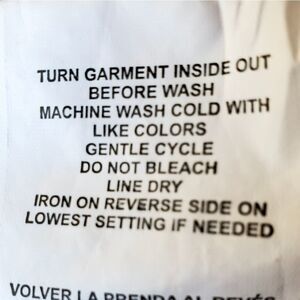 TURN GARMENT INSIDE OUT
BEFORE WASH
MACHINE WASH COLD WITH
LIKE COLORS
GENTLE CYCLE
DO NOT BLEACH
LINE DRY
IRON ON REVERSE SIDE ON
LOWEST SETTING IF NEEDED
VOLVER LA PRENDA AL REVÉS